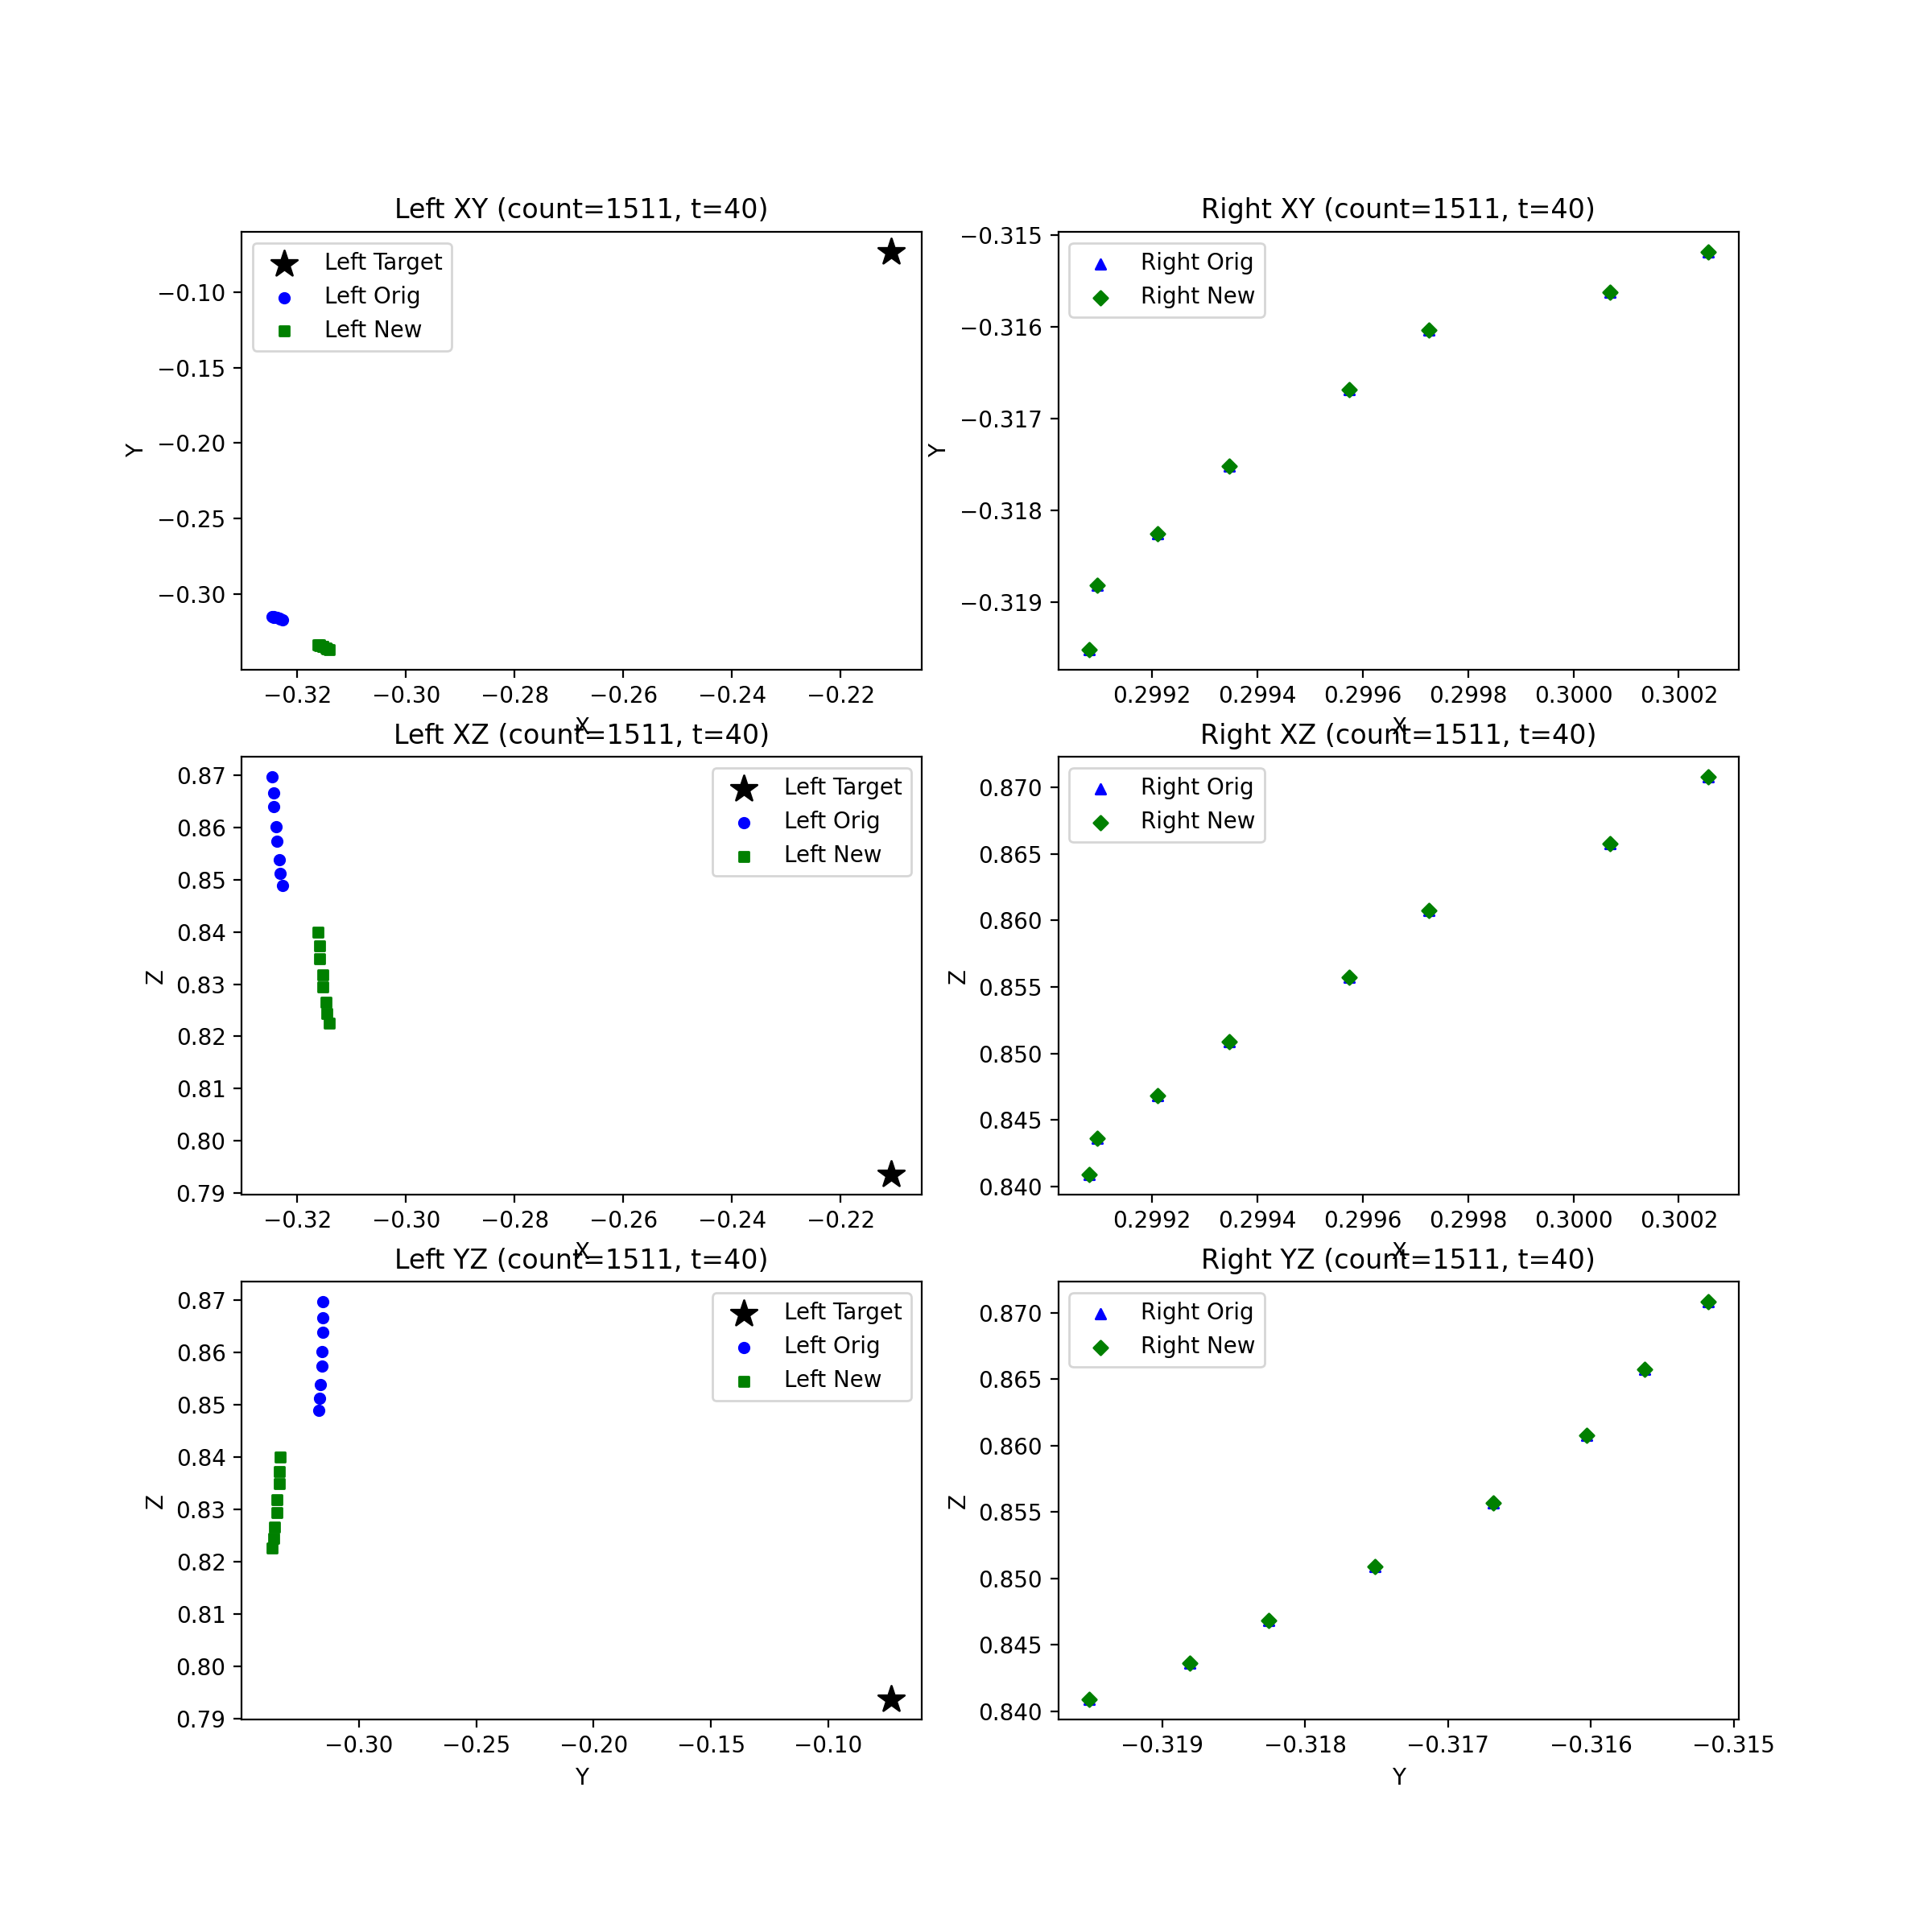 Left XY (count=1511, t=40)
Left Target
Left Orig
Left New
−0.10
−0.15
−0.20
−0.25
−0.30
Y
−0.32 −0.30 −0.28 −0.26 −0.24 −0.22
X
Right XY (count=1511, t=40)
Right Orig
Right New
−0.315
−0.316
−0.317
−0.318
−0.319
Y
0.2992 0.2994 0.2996 0.2998 0.3000 0.3002
X
Left XZ (count=1511, t=40)
Left Target
Left Orig
Left New
0.87
0.86
0.85
0.84
0.83
0.82
0.81
0.80
0.79
Z
−0.32 −0.30 −0.28 −0.26 −0.24 −0.22
X
Right XZ (count=1511, t=40)
Right Orig
Right New
0.870
0.865
0.860
0.855
0.850
0.845
0.840
Z
0.2992 0.2994 0.2996 0.2998 0.3000 0.3002
X
Left YZ (count=1511, t=40)
Left Target
Left Orig
Left New
0.87
0.86
0.85
0.84
0.83
0.82
0.81
0.80
0.79
Z
−0.30 −0.25 −0.20 −0.15 −0.10
Y
Right YZ (count=1511, t=40)
Right Orig
Right New
0.870
0.865
0.860
0.855
0.850
0.845
0.840
Z
−0.319 −0.318 −0.317 −0.316 −0.315
Y